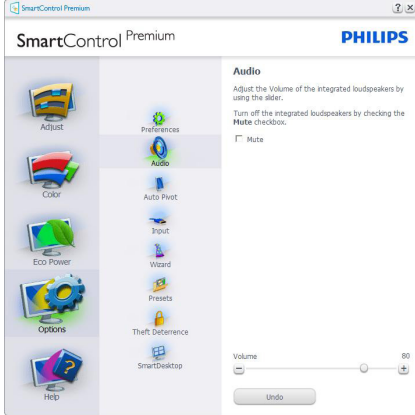 SmartControl Premium
SmartControl Premium
PHILIPS
Adjust
Color
Eco Power
Options
Help
Preferences
Audio
Auto Pivot
Input
Wizard
Presets
Theft Deterrence
SmartDesktop
Audio
Adjust the Volume of the integrated loudspeakers by
using the slider.
Turn off the integrated loudspeakers by checking the
Mute checkbox.
Mute
Volume 80
Undo